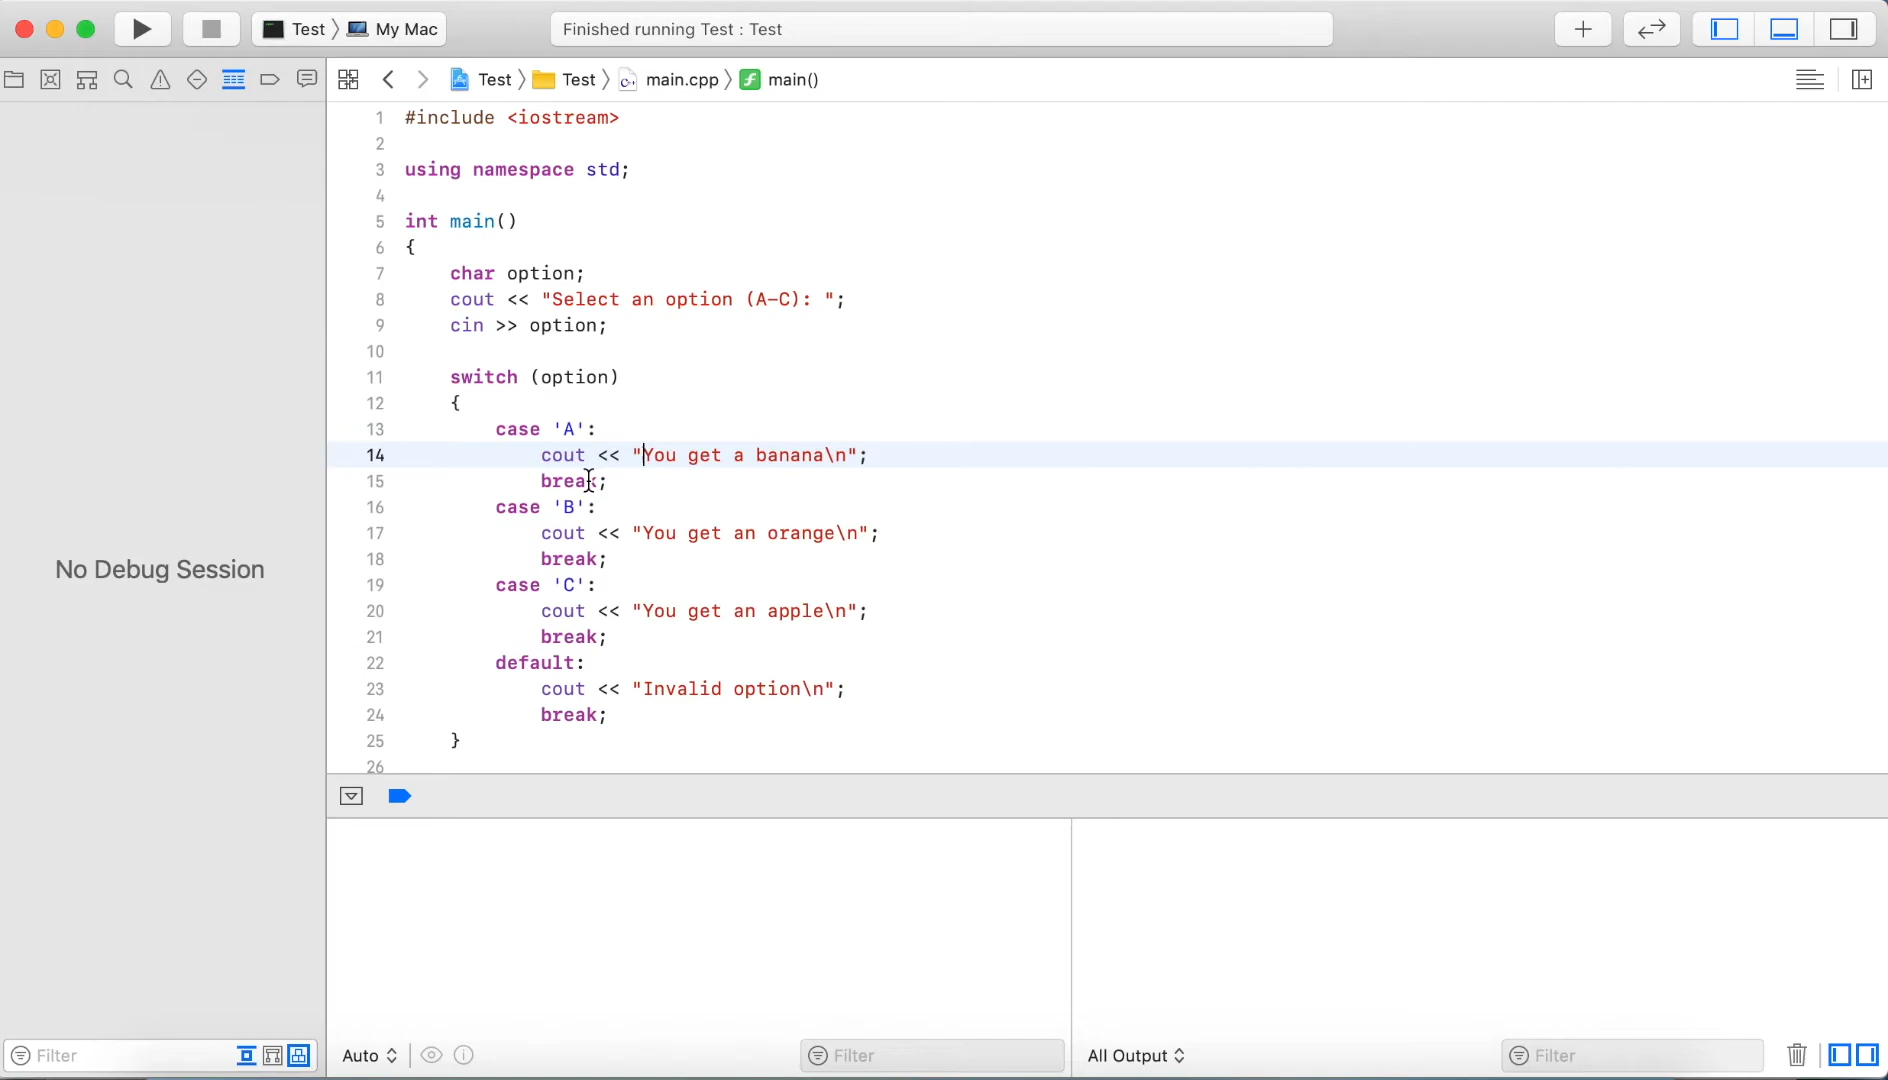 Test 〉 My Mac
Finished running Test : Test
Test 〉 Test 〉 main.cpp 〉 main()
1 #include <iostream>
2
3 using namespace std;
4
5 int main()
6 {
7 char option;
8 cout << "Select an option (A-C): ";
9 cin >> option;
10
11 switch (option)
12 {
13 case 'A':
14 cout << "You get a banana\n";
15 break;
16 case 'B':
17 cout << "You get an orange\n";
18 break;
19 case 'C':
20 cout << "You get an apple\n";
21 break;
22 default:
23 cout << "Invalid option\n";
24 break;
25 }
26
No Debug Session
Filter
Auto
Filter
All Output
Filter